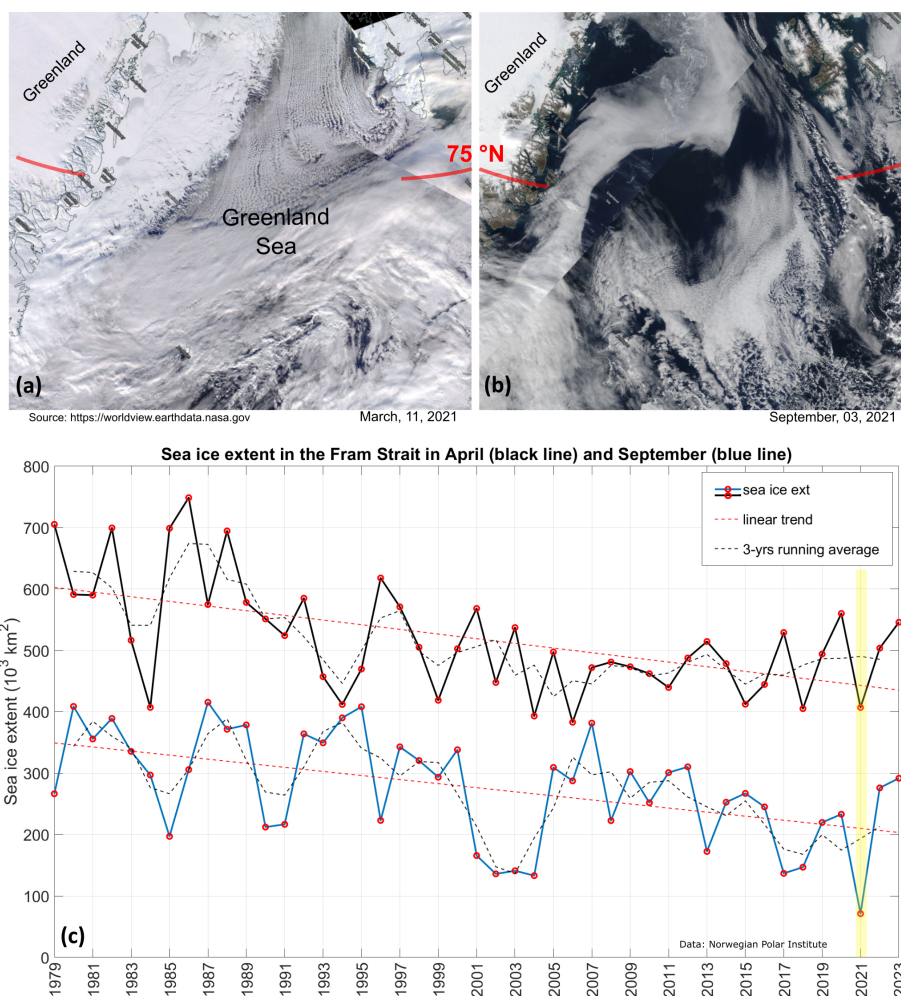 Greenland
Greenland
75 °N
Greenland
Sea
(a)
(b)
Source: https://worldview.earthdata.nasa.gov
March, 11, 2021
September, 03, 2021
Sea ice extent in the Fram Strait in April (black line) and September (blue line)
800
700
600
500
400
300
200
100
0
Sea ice extent (10³ km²)
sea ice ext
linear trend
3-yrs running average
(c)
Data: Norwegian Polar Institute
1979
1981
1983
1985
1987
1989
1991
1993
1995
1997
1999
2001
2003
2005
2007
2009
2011
2013
2015
2017
2019
2021
2023